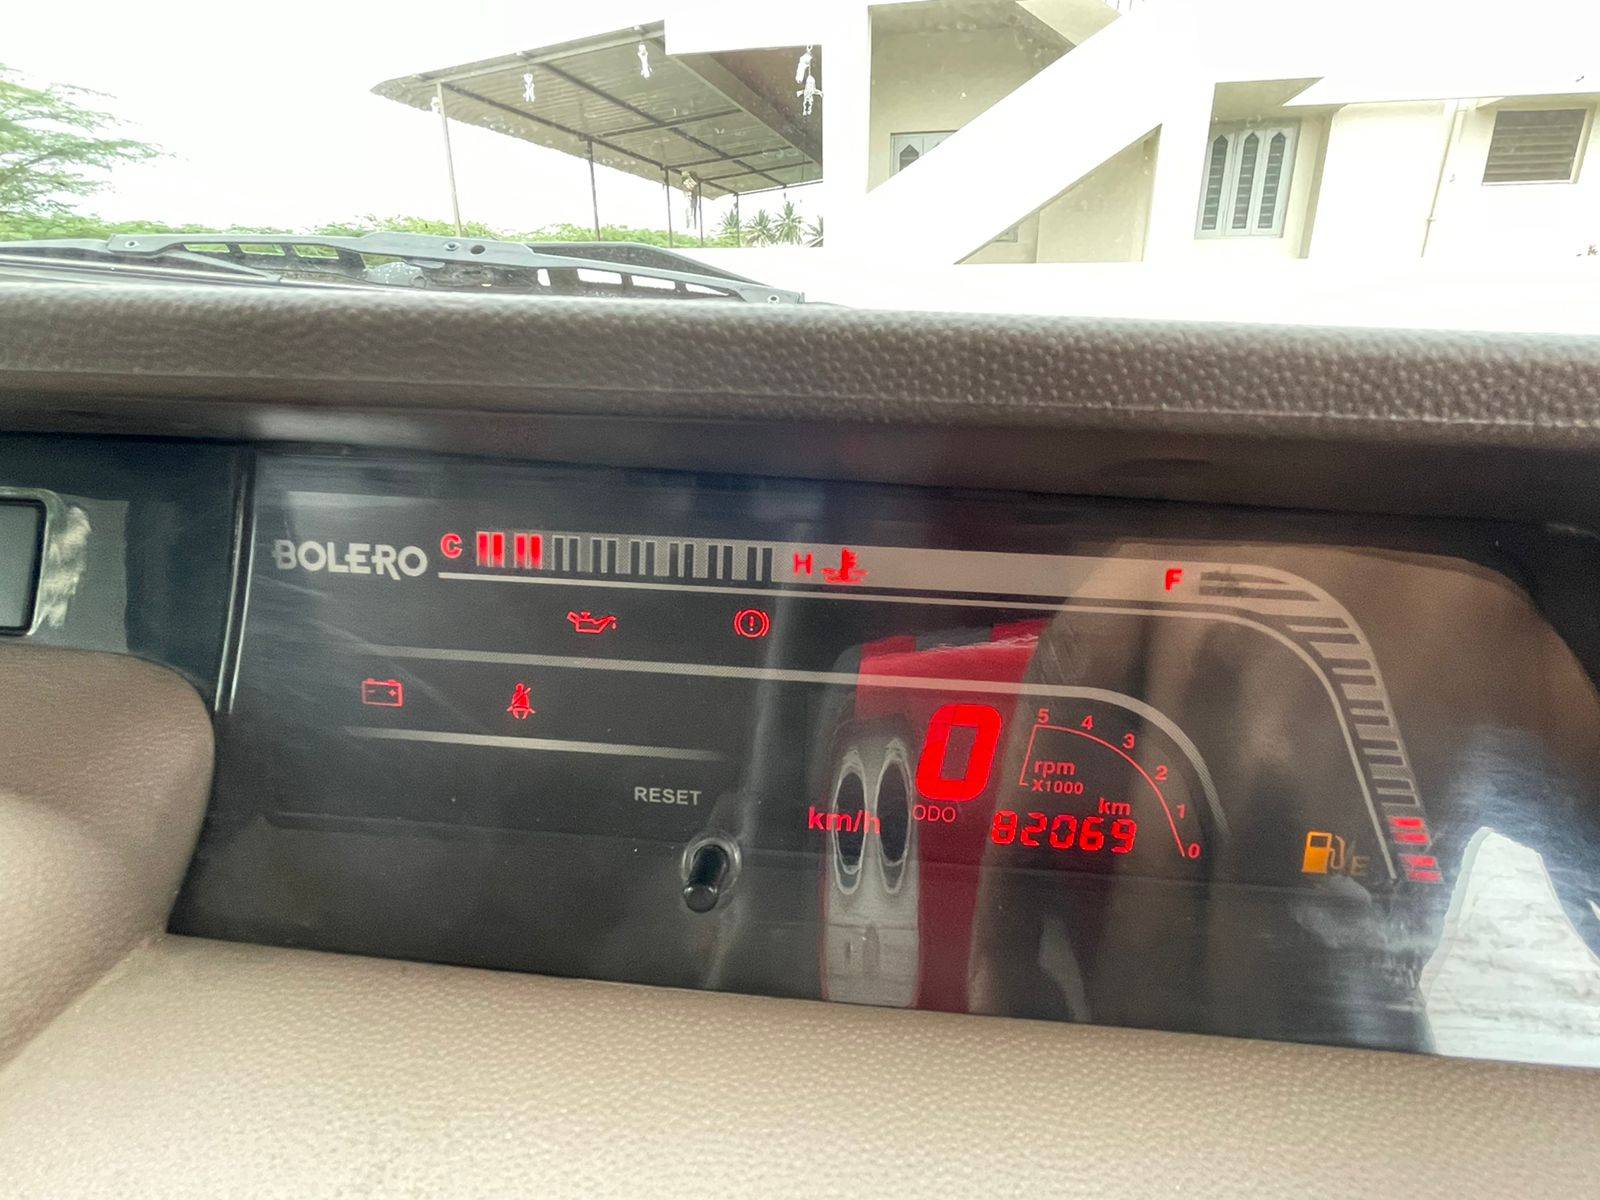 BOLERO C H F
RESET
0
km/h
ODO
5 4 3 2 1 0
rpm
X1000
km
82069
E